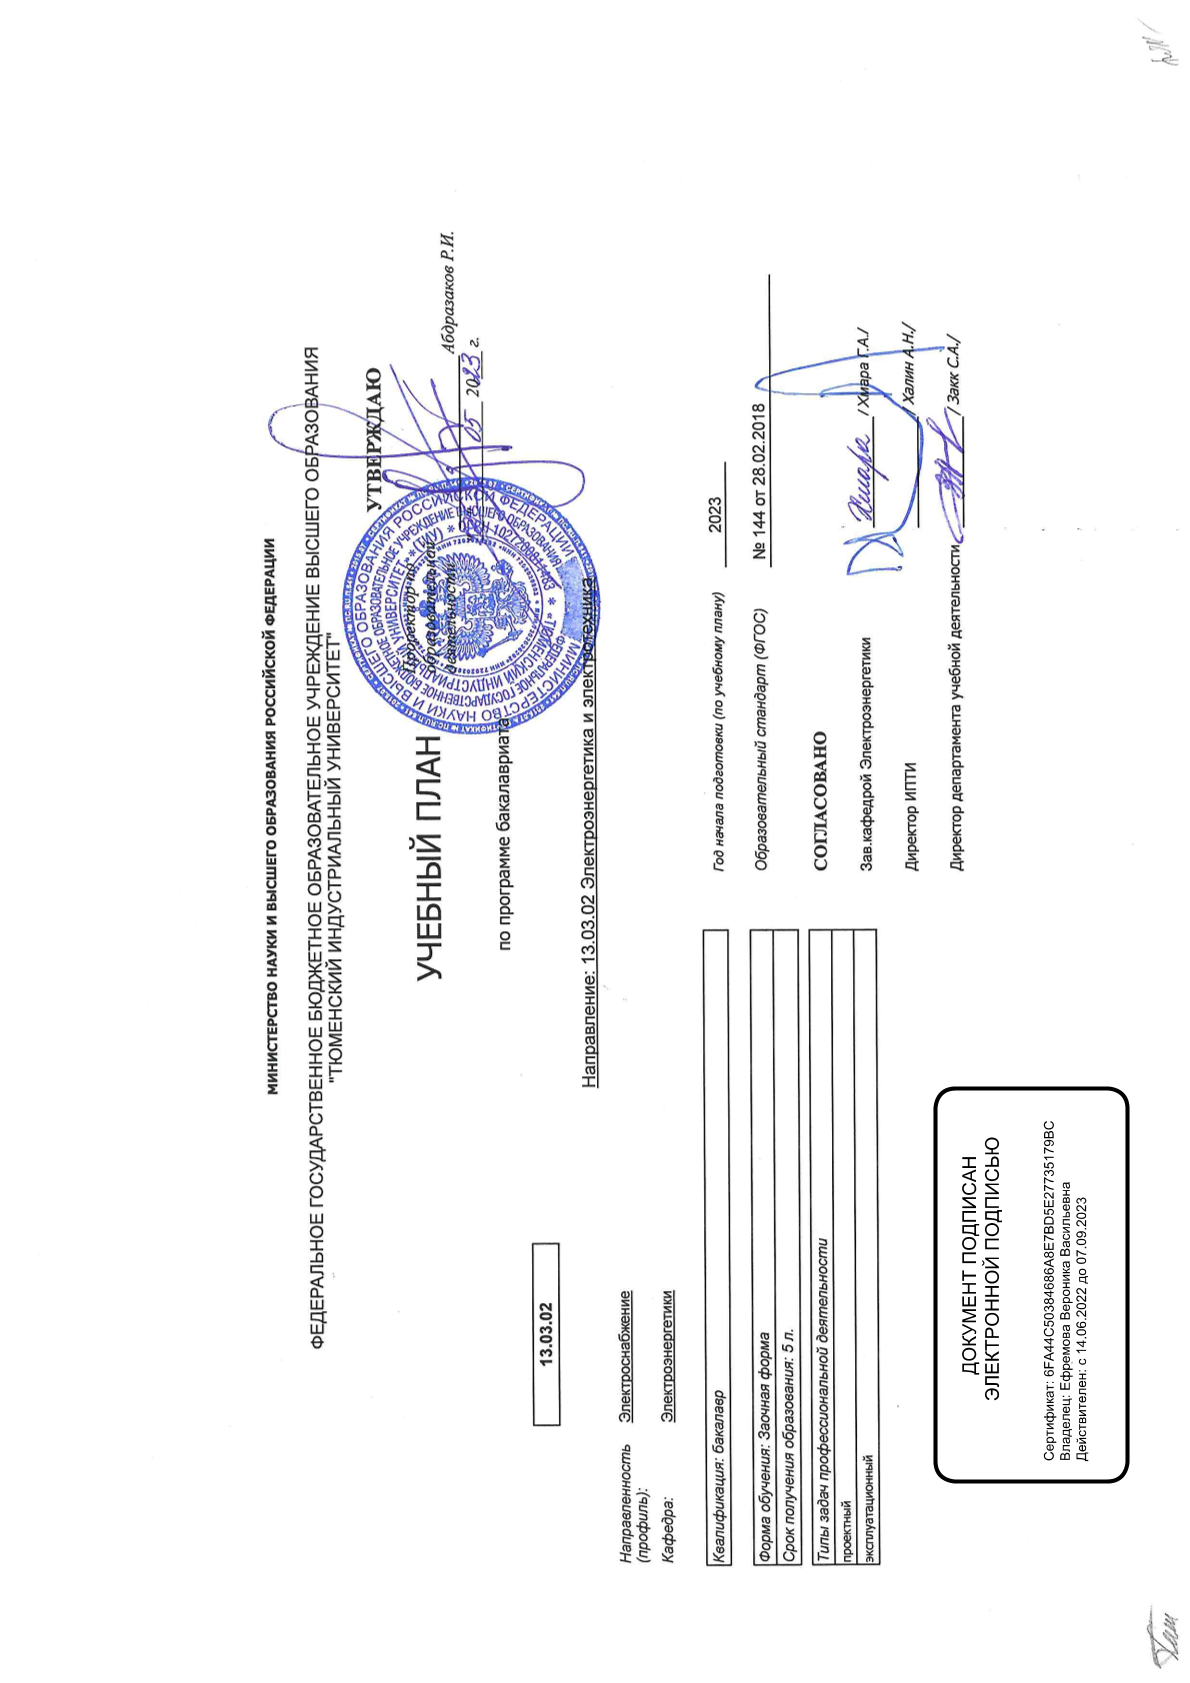 МИНИСТЕРСТВО НАУКИ И ВЫСШЕГО ОБРАЗОВАНИЯ РОССИЙСКОЙ ФЕДЕРАЦИИ
ФЕДЕРАЛЬНОЕ ГОСУДАРСТВЕННОЕ БЮДЖЕТНОЕ ОБРАЗОВАТЕЛЬНОЕ УЧРЕЖДЕНИЕ ВЫСШЕГО ОБРАЗОВАНИЯ
"ТЮМЕНСКИЙ ИНДУСТРИАЛЬНЫЙ УНИВЕРСИТЕТ"
УТВЕРЖДАЮ
Проректор по
образовательной
деятельности
Абдразаков Р.И.
05 2023 г.
УЧЕБНЫЙ ПЛАН
по программе бакалавриата
13.03.02
Направление: 13.03.02 Электроэнергетика и электротехника
Направленность (профиль): Электроснабжение
Кафедра: Электроэнергетики
Квалификация: бакалавр
Форма обучения: Заочная форма
Срок получения образования: 5 л.
Типы задач профессиональной деятельности
проектный
эксплуатационный
Год начала подготовки (по учебному плану) 2023
Образовательный стандарт (ФГОС) № 144 от 28.02.2018
СОГЛАСОВАНО
Зав.кафедрой Электроэнергетики Хмара / Хмара Г.А./
Директор ИПТИ / Халин А.Н./
Директор департамента учебной деятельности / Закк С.А./
ДОКУМЕНТ ПОДПИСАН
ЭЛЕКТРОННОЙ ПОДПИСЬЮ
Сертификат: 6FA44C50384686A8E7BD5E27735179BC
Владелец: Ефремова Вероника Васильевна
Действителен: с 14.06.2022 до 07.09.2023